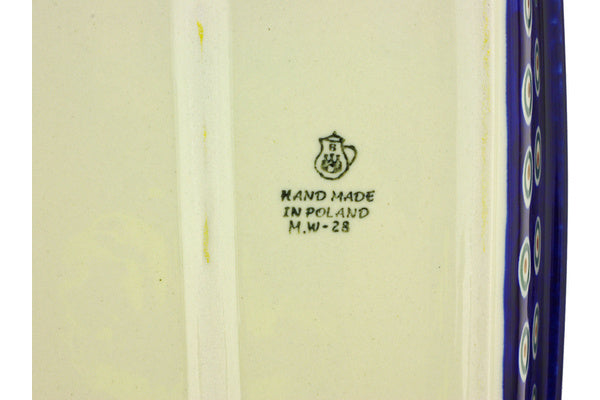 B
HAND MADE
IN POLAND
M.W-28